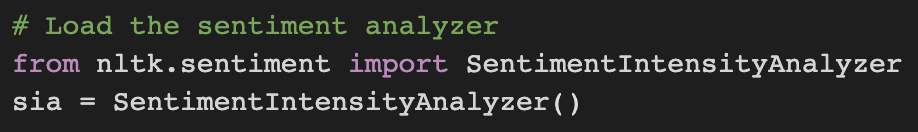 # Load the sentiment analyzer
from nltk.sentiment import SentimentIntensityAnalyzer
sia = SentimentIntensityAnalyzer()